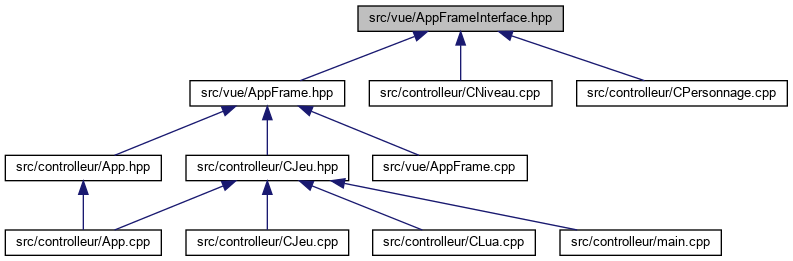 src/vue/AppFrameInterface.hpp
src/vue/AppFrame.hpp
src/controlleur/CNiveau.cpp
src/controlleur/CPersonnage.cpp
src/controlleur/App.hpp
src/controlleur/CJeu.hpp
src/vue/AppFrame.cpp
src/controlleur/App.cpp
src/controlleur/CJeu.cpp
src/controlleur/CLua.cpp
src/controlleur/main.cpp